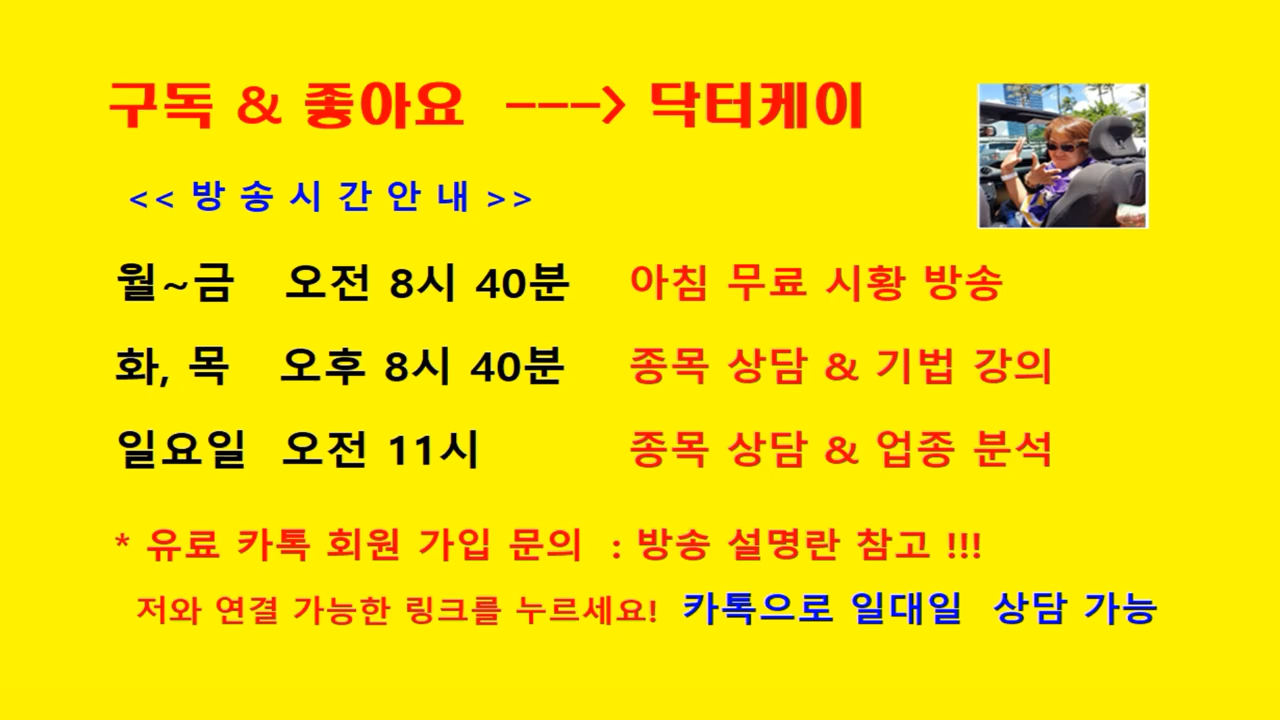 구독 & 좋아요 ---> 닥터케이
<< 방 송 시 간 안 내 >>
월~금 오전 8시 40분 아침 무료 시황 방송
화, 목 오후 8시 40분 종목 상담 & 기법 강의
일요일 오전 11시 종목 상담 & 업종 분석
* 유료 카톡 회원 가입 문의 : 방송 설명란 참고 !!!
저와 연결 가능한 링크를 누르세요! 카톡으로 일대일 상담 가능